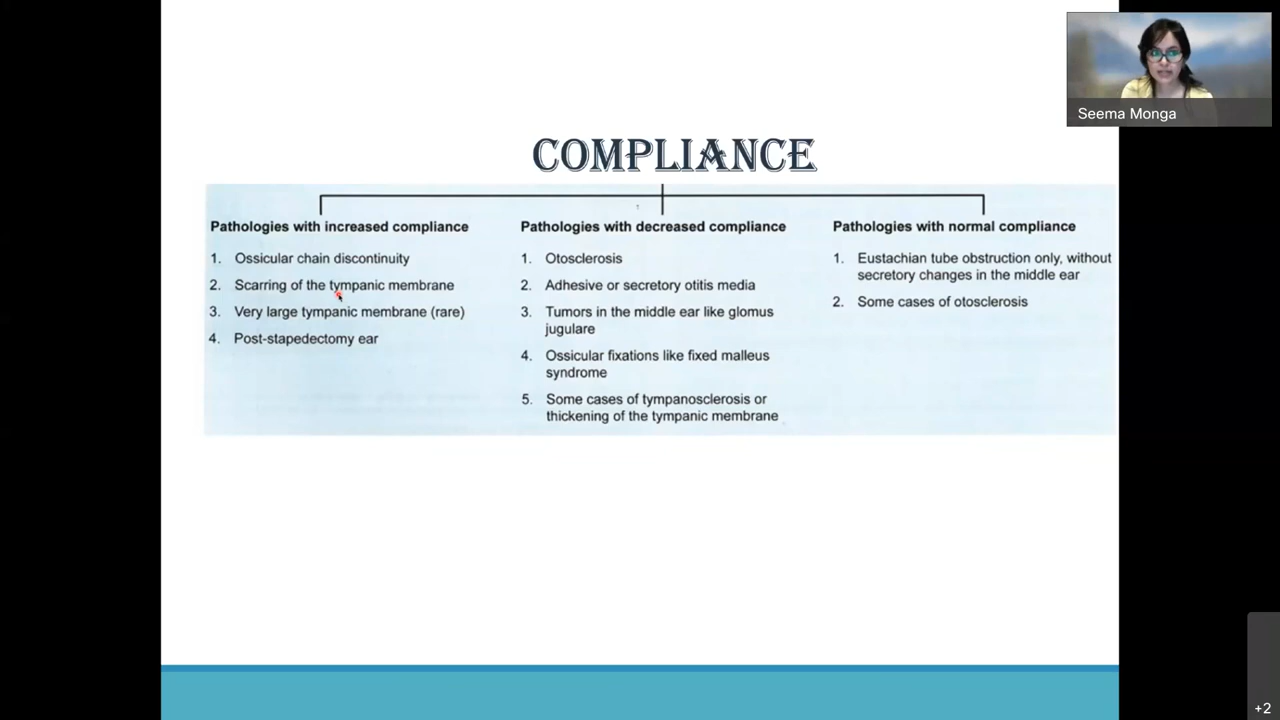 Seema Monga
COMPLIANCE
Pathologies with increased compliance
1. Ossicular chain discontinuity
2. Scarring of the tympanic membrane
3. Very large tympanic membrane (rare)
4. Post-stapedectomy ear
Pathologies with decreased compliance
1. Otosclerosis
2. Adhesive or secretory otitis media
3. Tumors in the middle ear like glomus
jugulare
4. Ossicular fixations like fixed malleus
syndrome
5. Some cases of tympanosclerosis or
thickening of the tympanic membrane
Pathologies with normal compliance
1. Eustachian tube obstruction only, without
secretory changes in the middle ear
2. Some cases of otosclerosis
+2